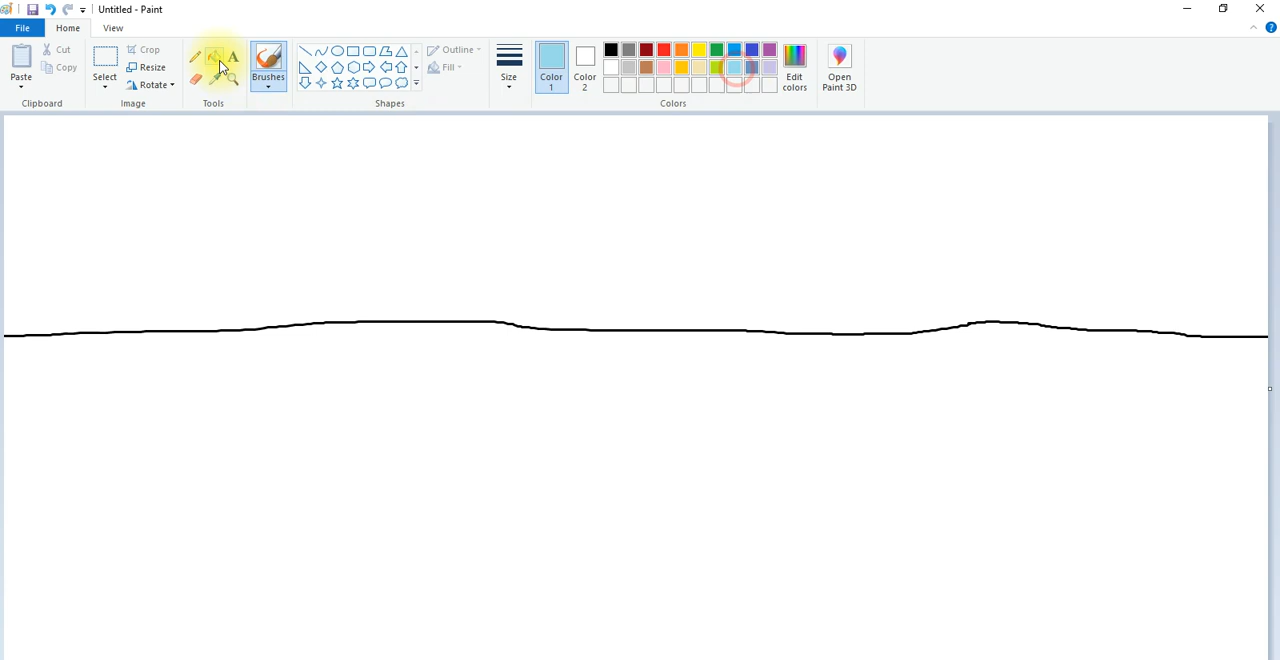 Untitled - Paint
File Home View
Paste
Cut
Copy
Clipboard
Select
Crop
Resize
Rotate
Image
A
Tools
Brushes
Shapes
Outline
Fill
Size
Color 1
Color 2
Colors
Edit colors
Open Paint 3D